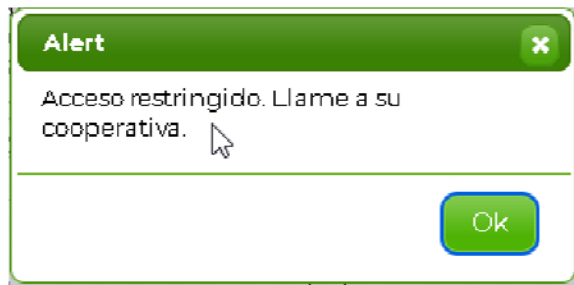 Alert
Acceso restringido. Llame a su
cooperativa.
Ok